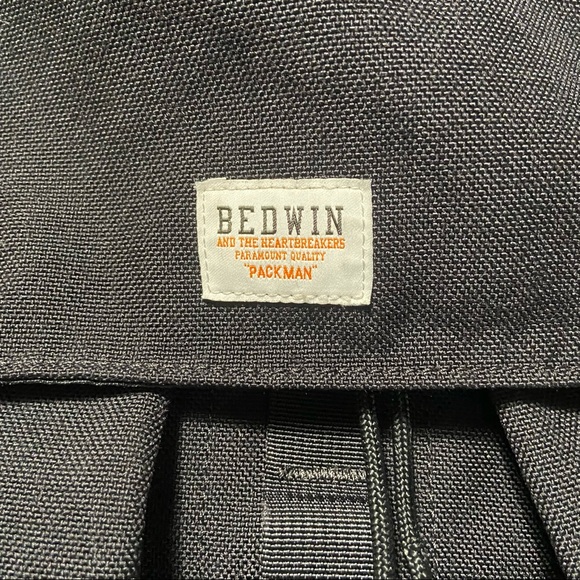 BEDWIN
AND THE HEARTBREAKERS
PARAMOUNT QUALITY
"PACKMAN"